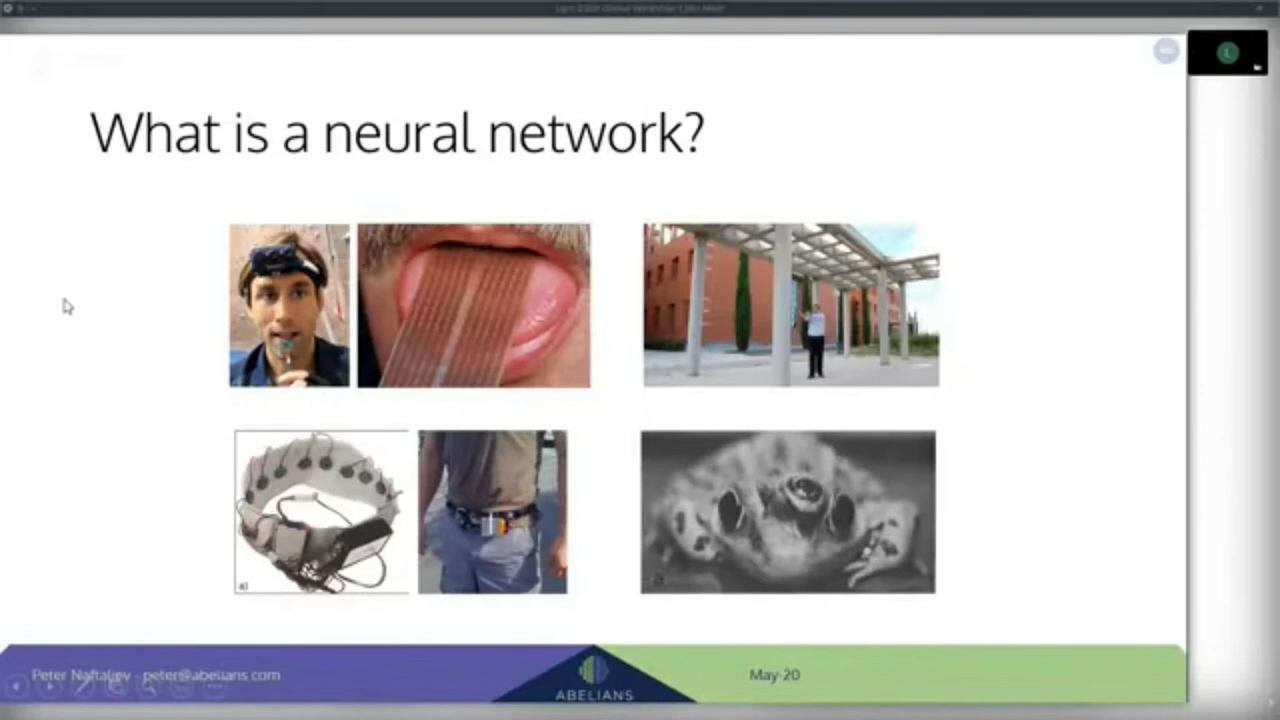 What is a neural network?
a)
a
Peter Naftaliev - peter@abelians.com
May-20
ABELIANS